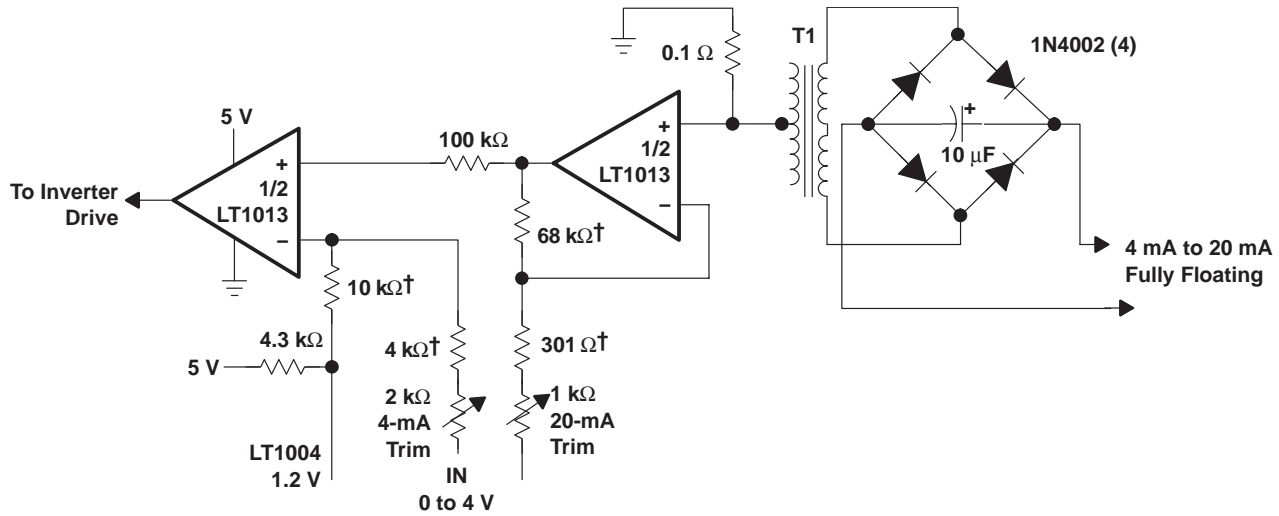 0.1 Ω
T1
1N4002 (4)
5 V
100 kΩ
+
1/2
LT1013
−
+
1/2
LT1013
−
+
10 μF
To Inverter
Drive
68 kΩ†
4 mA to 20 mA
Fully Floating
10 kΩ†
4.3 kΩ
5 V
4 kΩ†
301 Ω†
2 kΩ
4-mA
Trim
1 kΩ
20-mA
Trim
LT1004
1.2 V
IN
0 to 4 V